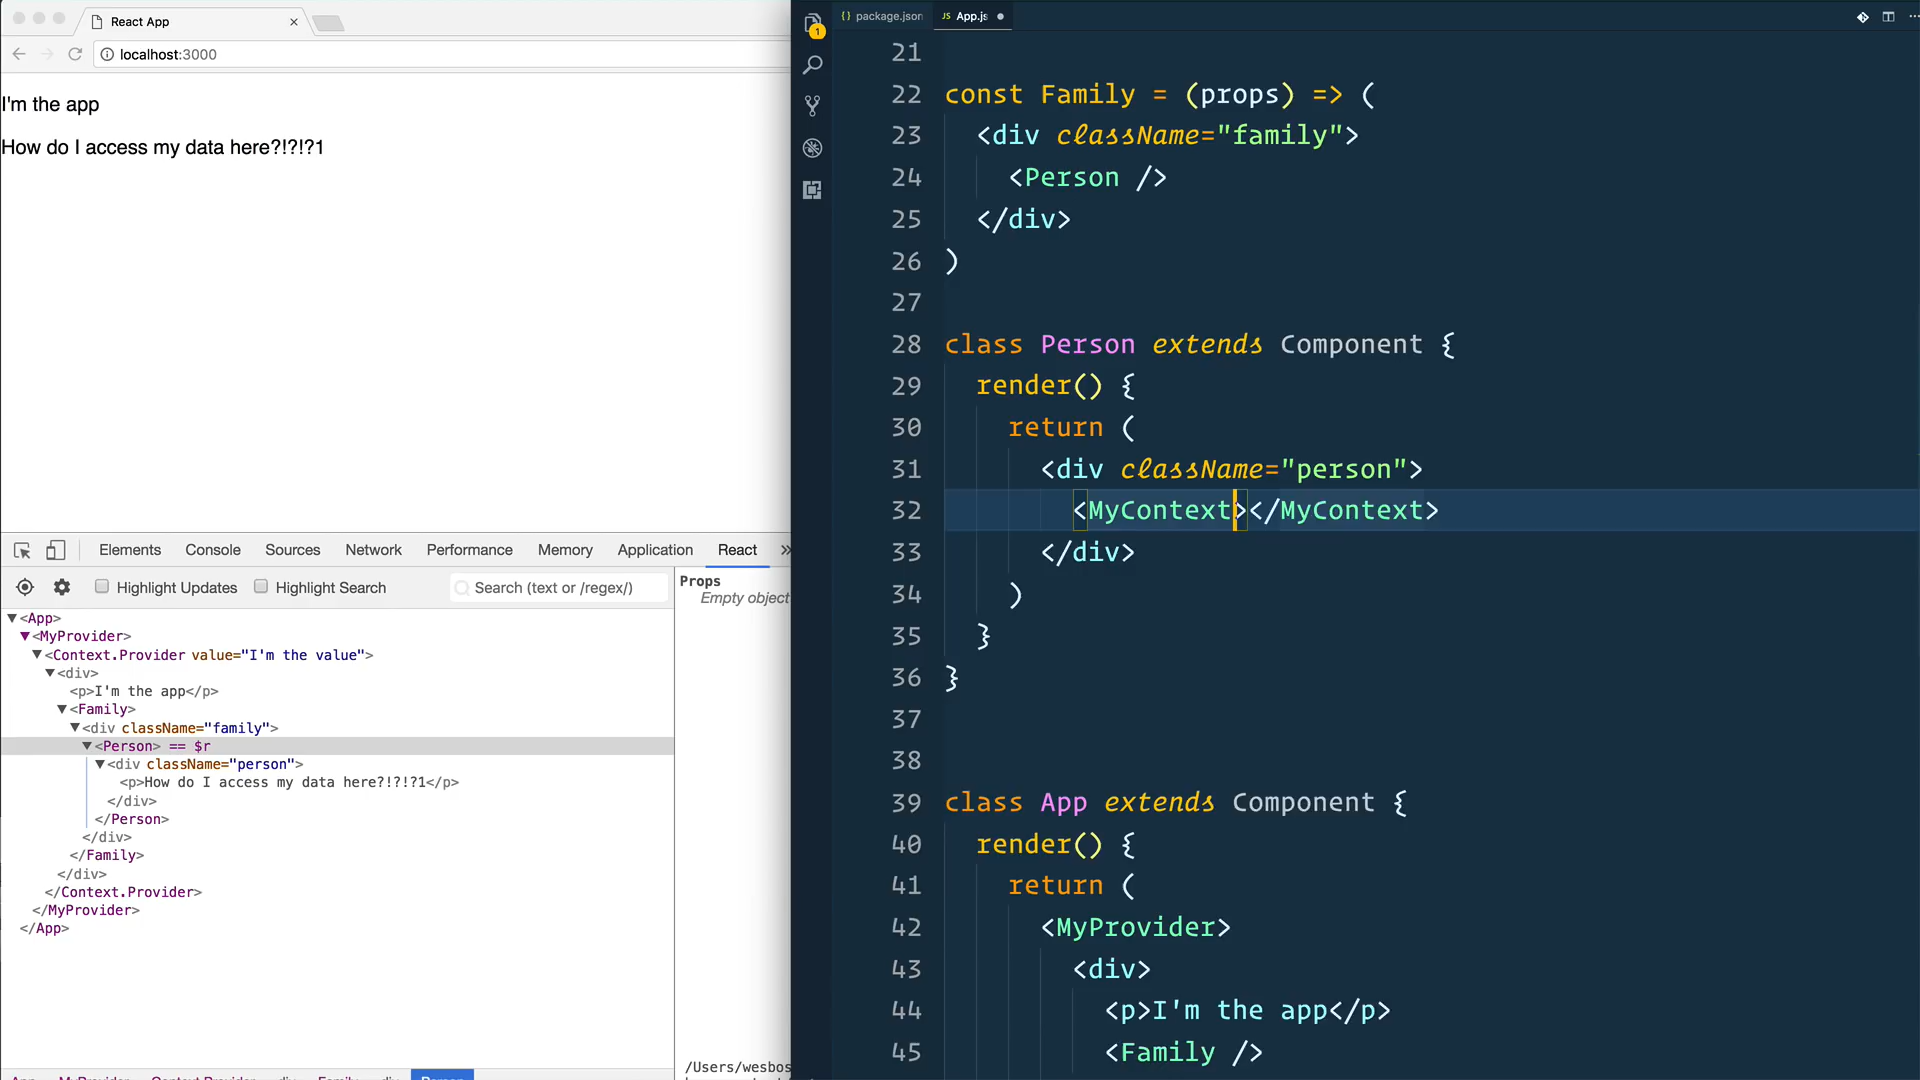 React App
localhost:3000
I'm the app
How do I access my data here?!?!?1
Elements Console Sources Network Performance Memory Application React »
Highlight Updates Highlight Search Search (text or /regex/)
Props
Empty object
<App>
<MyProvider>
<Context.Provider value="I'm the value">
<div>
<p>I'm the app</p>
<Family>
<div className="family">
<Person> == $r
<div className="person">
<p>How do I access my data here?!?!?1</p>
</div>
</Person>
</div>
</Family>
</div>
</Context.Provider>
</MyProvider>
</App>
/Users/wesbos
1
{} package.json JS App.js
21
22 const Family = (props) => (
23 <div className="family">
24 <Person />
25 </div>
26 )
27
28 class Person extends Component {
29 render() {
30 return (
31 <div className="person">
32 <MyContext></MyContext>
33 </div>
34 )
35 }
36 }
37
38
39 class App extends Component {
40 render() {
41 return (
42 <MyProvider>
43 <div>
44 <p>I'm the app</p>
45 <Family />